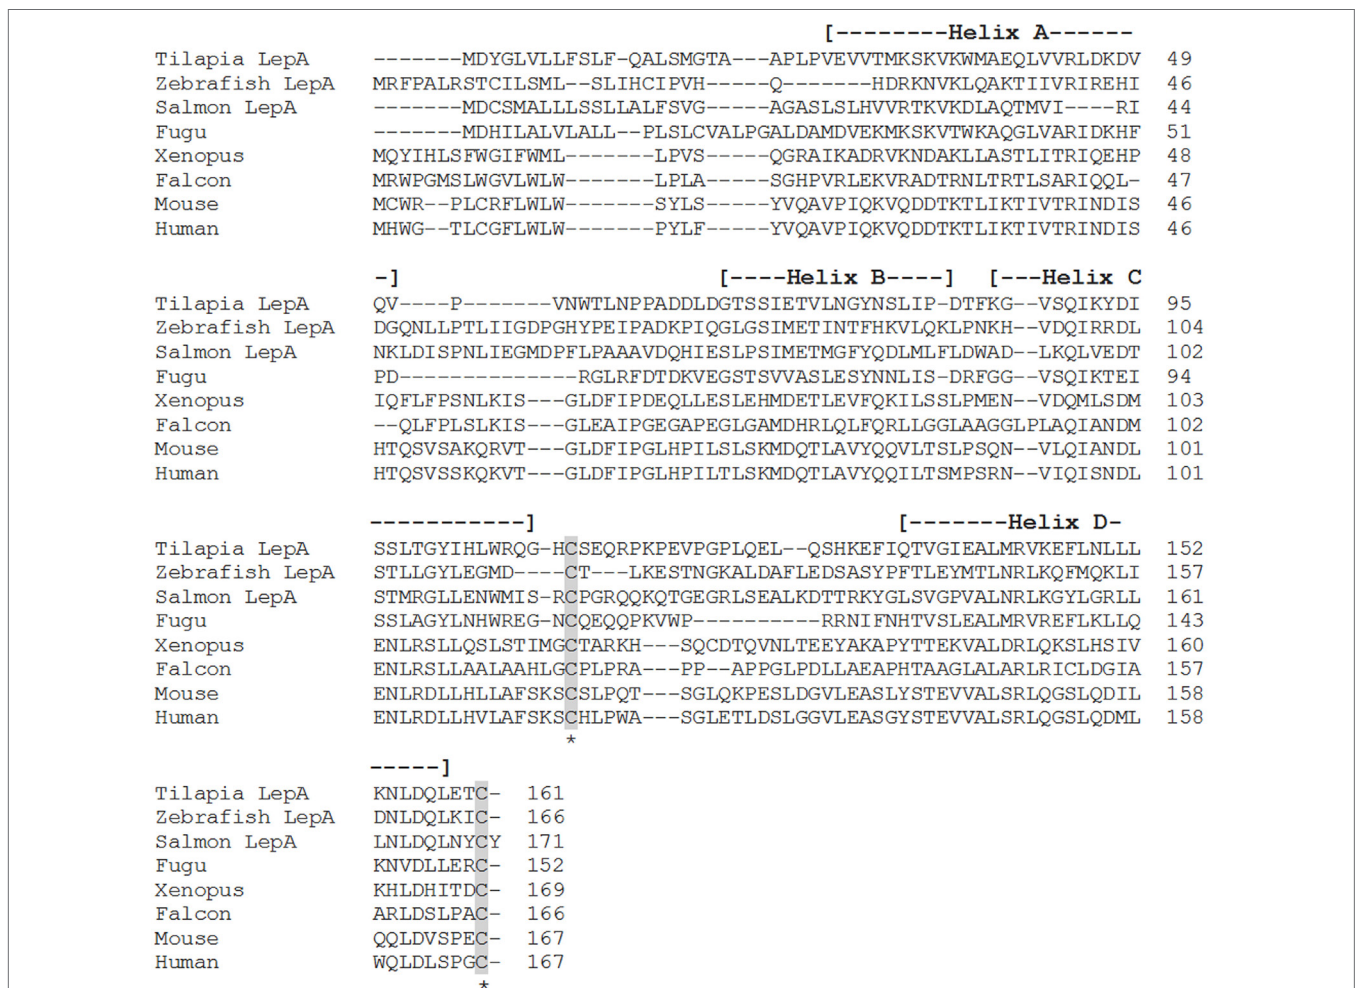 [--------Helix A------
Tilapia LepA -------MDYGLVLLFSLF-QALSMGTA---APLPVEVVTMKSKVKWMAEQLVVRLDKDV 49
Zebrafish LepA MRFPALRSTCILSML--SLIHCIPVH---Q-------HDRKNVKLQAKTIIVRIREHI 46
Salmon LepA -------MDCSMALLLSSLLALFSVG-----AGASLSLHVVRTKVKDLAQTMVI---RI 44
Fugu -------MDHILALVLALL--PLSLCVALPGALDAMDVEKMKSKVTWKAQGLVARIDKHF 51
Xenopus MQYIHLSFWGIFWML-------LPVS-----QGRAIKADRVKNDAKLLASTLITRIQEHP 48
Falcon MRWPGMSLWGVLWLW-------LPLA-----SGHPVRLEKVRADTRNLTRTLSARIQQL- 47
Mouse MCWR--PLCRFLWLW-------SYLS-----YVQAVPIQKVQDDTKTLIKTIVTRINDIS 46
Human MHWG--TLCGFLWLW-------PYLF-----YVQAVPIQKVQDDTKTLIKTIVTRINDIS 46
-] [----Helix B----] [---Helix C
Tilapia LepA QV----P-------VNWTLNPPADDLDGTSSIETVLNGYNSLIP-DTFKG--VSQIKYDI 95
Zebrafish LepA DGQNLLPTLIIGDPGHYPEIPADKPIQGLGSIMETINTFHKVLQKLPNKH--VDQIRRDL 104
Salmon LepA NKLDISPNLIEGMDPFLPAAAVDQHIESLPSIMETMGFYQDLMLFLDWAD--LKQLVEDT 102
Fugu PD--------------RGLRFDTDKVEGSTSVVASLESYNNLIS-DRFGG--VSQIKTEI 94
Xenopus IQFLFPSNLKIS---GLDFIPDEQLLESLEHMDETLEVFQKILSSLPMEN--VDQMLSDM 103
Falcon --QLFPLSLKIS---GLEAIPGEGAPEGLGAMDHRLQLFQRLLGGLAAGGLPLAQIANDM 102
Mouse HTQSVSAKQRVT---GLDFIPGLHPILSLSKMDQTLAVYQQVLTSLPSQN--VLQIANDL 101
Human HTQSVSSKQKVT---GLDFIPGLHPILTLSKMDQTLAVYQQILTSMPSRN--VIQISNDL 101
-----------] [-------Helix D-
Tilapia LepA SSLTGYIHLWRQG-HCSEQRPKPEVPGPLQEL--QSHKEFIQTVGIEALMRVKEFLNLLL 152
Zebrafish LepA STLLGYLEGMD----CT---LKESTNGKALDAFLEDSASYPFTLEYMTLNRLKQFMQKLI 157
Salmon LepA STMRGLLENWMIS-RCPGRQQKQTGEGRLSEALKDTTRKYGLSVGPVALNRLKGYLGRLL 161
Fugu SSLAGYLNHWREG-NCQEQQPKVWP----------RRNIFNHTVSLEALMRVREFLKLLQ 143
Xenopus ENLRSLLQSLSTIMGCTARKH---SQCDTQVNLTEEYAKAPYTTEKVALDRLQKSLHSIV 160
Falcon ENLRSLLAALAAHLGCPLPRA---PP--APPGLPDLLAEAPHTAAGLALARLRICLDGIA 157
Mouse ENLRDLLHLLAFSKSCSLPQT---SGLQKPESLDGVLEASLYSTEVVALSRLQGSLQDIL 158
Human ENLRDLLHVLAFSKSCHLPWA---SGLETLDSLGGVLEASGYSTEVVALSRLQGSLQDML 158
*
-----]
Tilapia LepA KNLDQLETC- 161
Zebrafish LepA DNLDQLKIC- 166
Salmon LepA LNLDQLNYCY 171
Fugu KNVDLLERC- 152
Xenopus KHLDHITDC- 169
Falcon ARLDSLPAC- 166
Mouse QQLDVSPEC- 167
Human WQLDLSPGC- 167
*